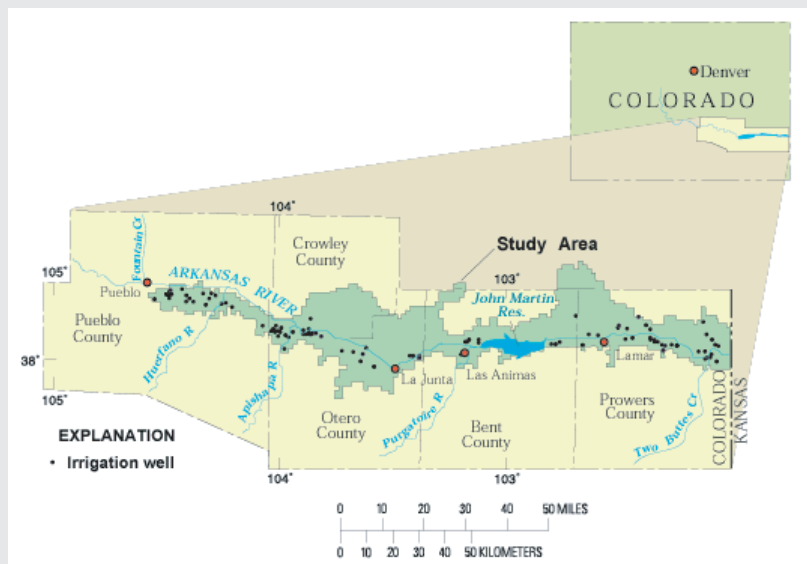 Denver
COLORADO
104°
Fountain Cr
Crowley
County
Study Area
105°
ARKANSAS RIVER
103°
Pueblo
John Martin
Res.
Pueblo
County
Huerfano R
38°
Apishapa R
La Junta
Las Animas
Lamar
105°
Otero
County
Purgatoire R
Bent
County
Prowers
County
Two Buttes Cr
COLORADO
KANSAS
EXPLANATION
• Irrigation well
104°
103°
0 10 20 30 40 50 MILES
0 10 20 30 40 50 KILOMETERS